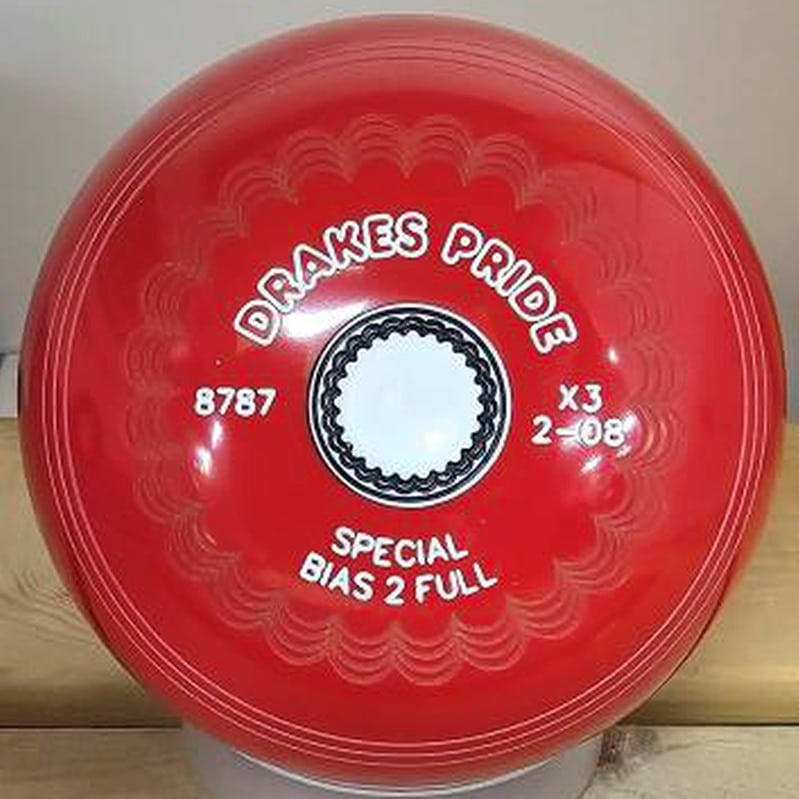 DRAKES PRIDE
8787
X3
2-08
SPECIAL
BIAS 2 FULL